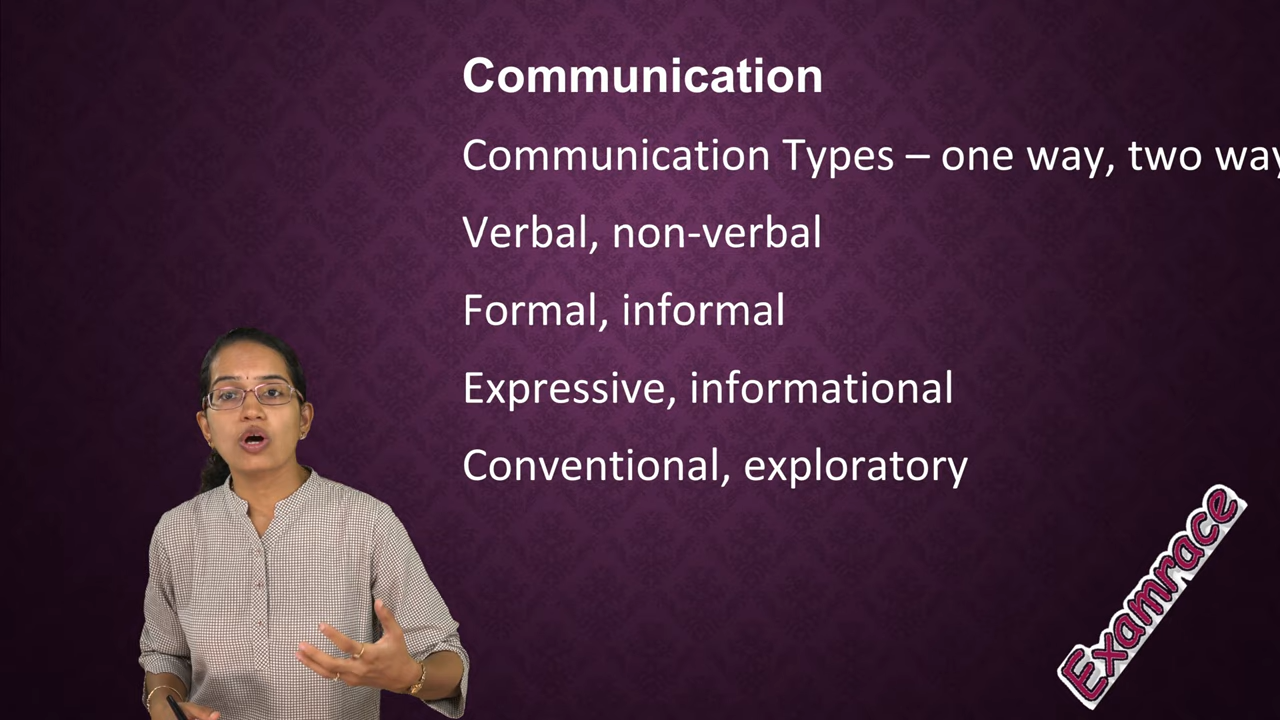 Communication
Communication Types – one way, two way
Verbal, non-verbal
Formal, informal
Expressive, informational
Conventional, exploratory
Examrace